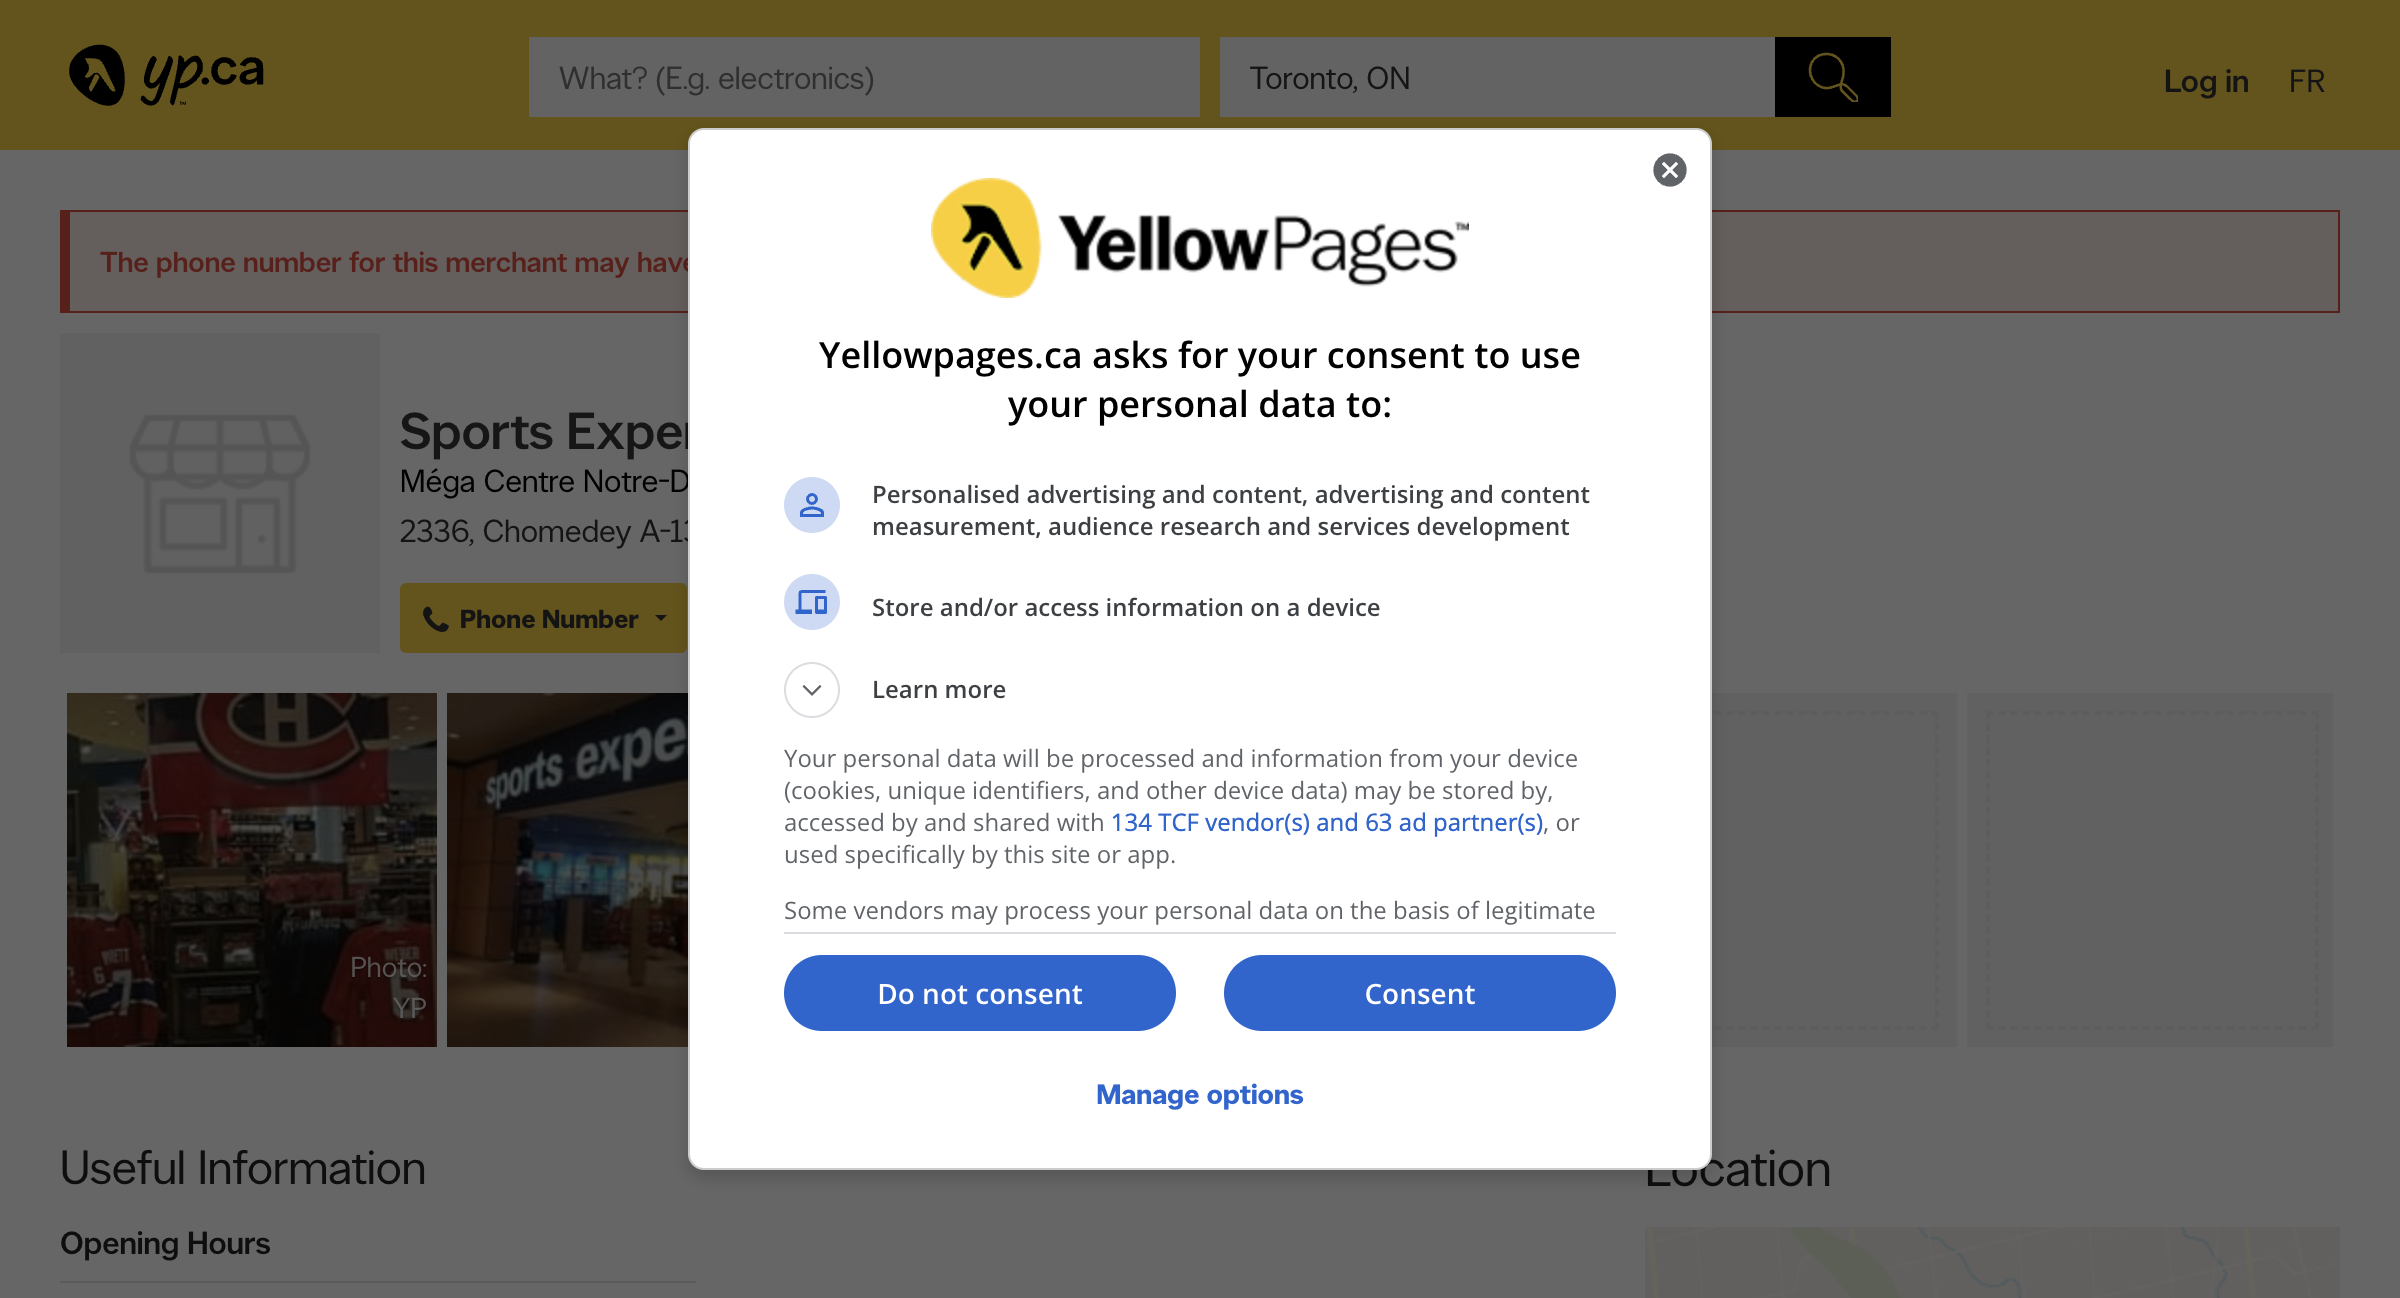 yp.ca
What? (E.g. electronics)
Toronto, ON
Log in
FR
The phone number for this merchant may have
Sports Exper
Méga Centre Notre-D
2336, Chomedey A-13
Phone Number
Photo:
YP
sports expe
Useful Information
Opening Hours
Location
YellowPages™
Yellowpages.ca asks for your consent to use
your personal data to:
Personalised advertising and content, advertising and content
measurement, audience research and services development
Store and/or access information on a device
Learn more
Your personal data will be processed and information from your device
(cookies, unique identifiers, and other device data) may be stored by,
accessed by and shared with 134 TCF vendor(s) and 63 ad partner(s), or
used specifically by this site or app.
Some vendors may process your personal data on the basis of legitimate
Do not consent
Consent
Manage options